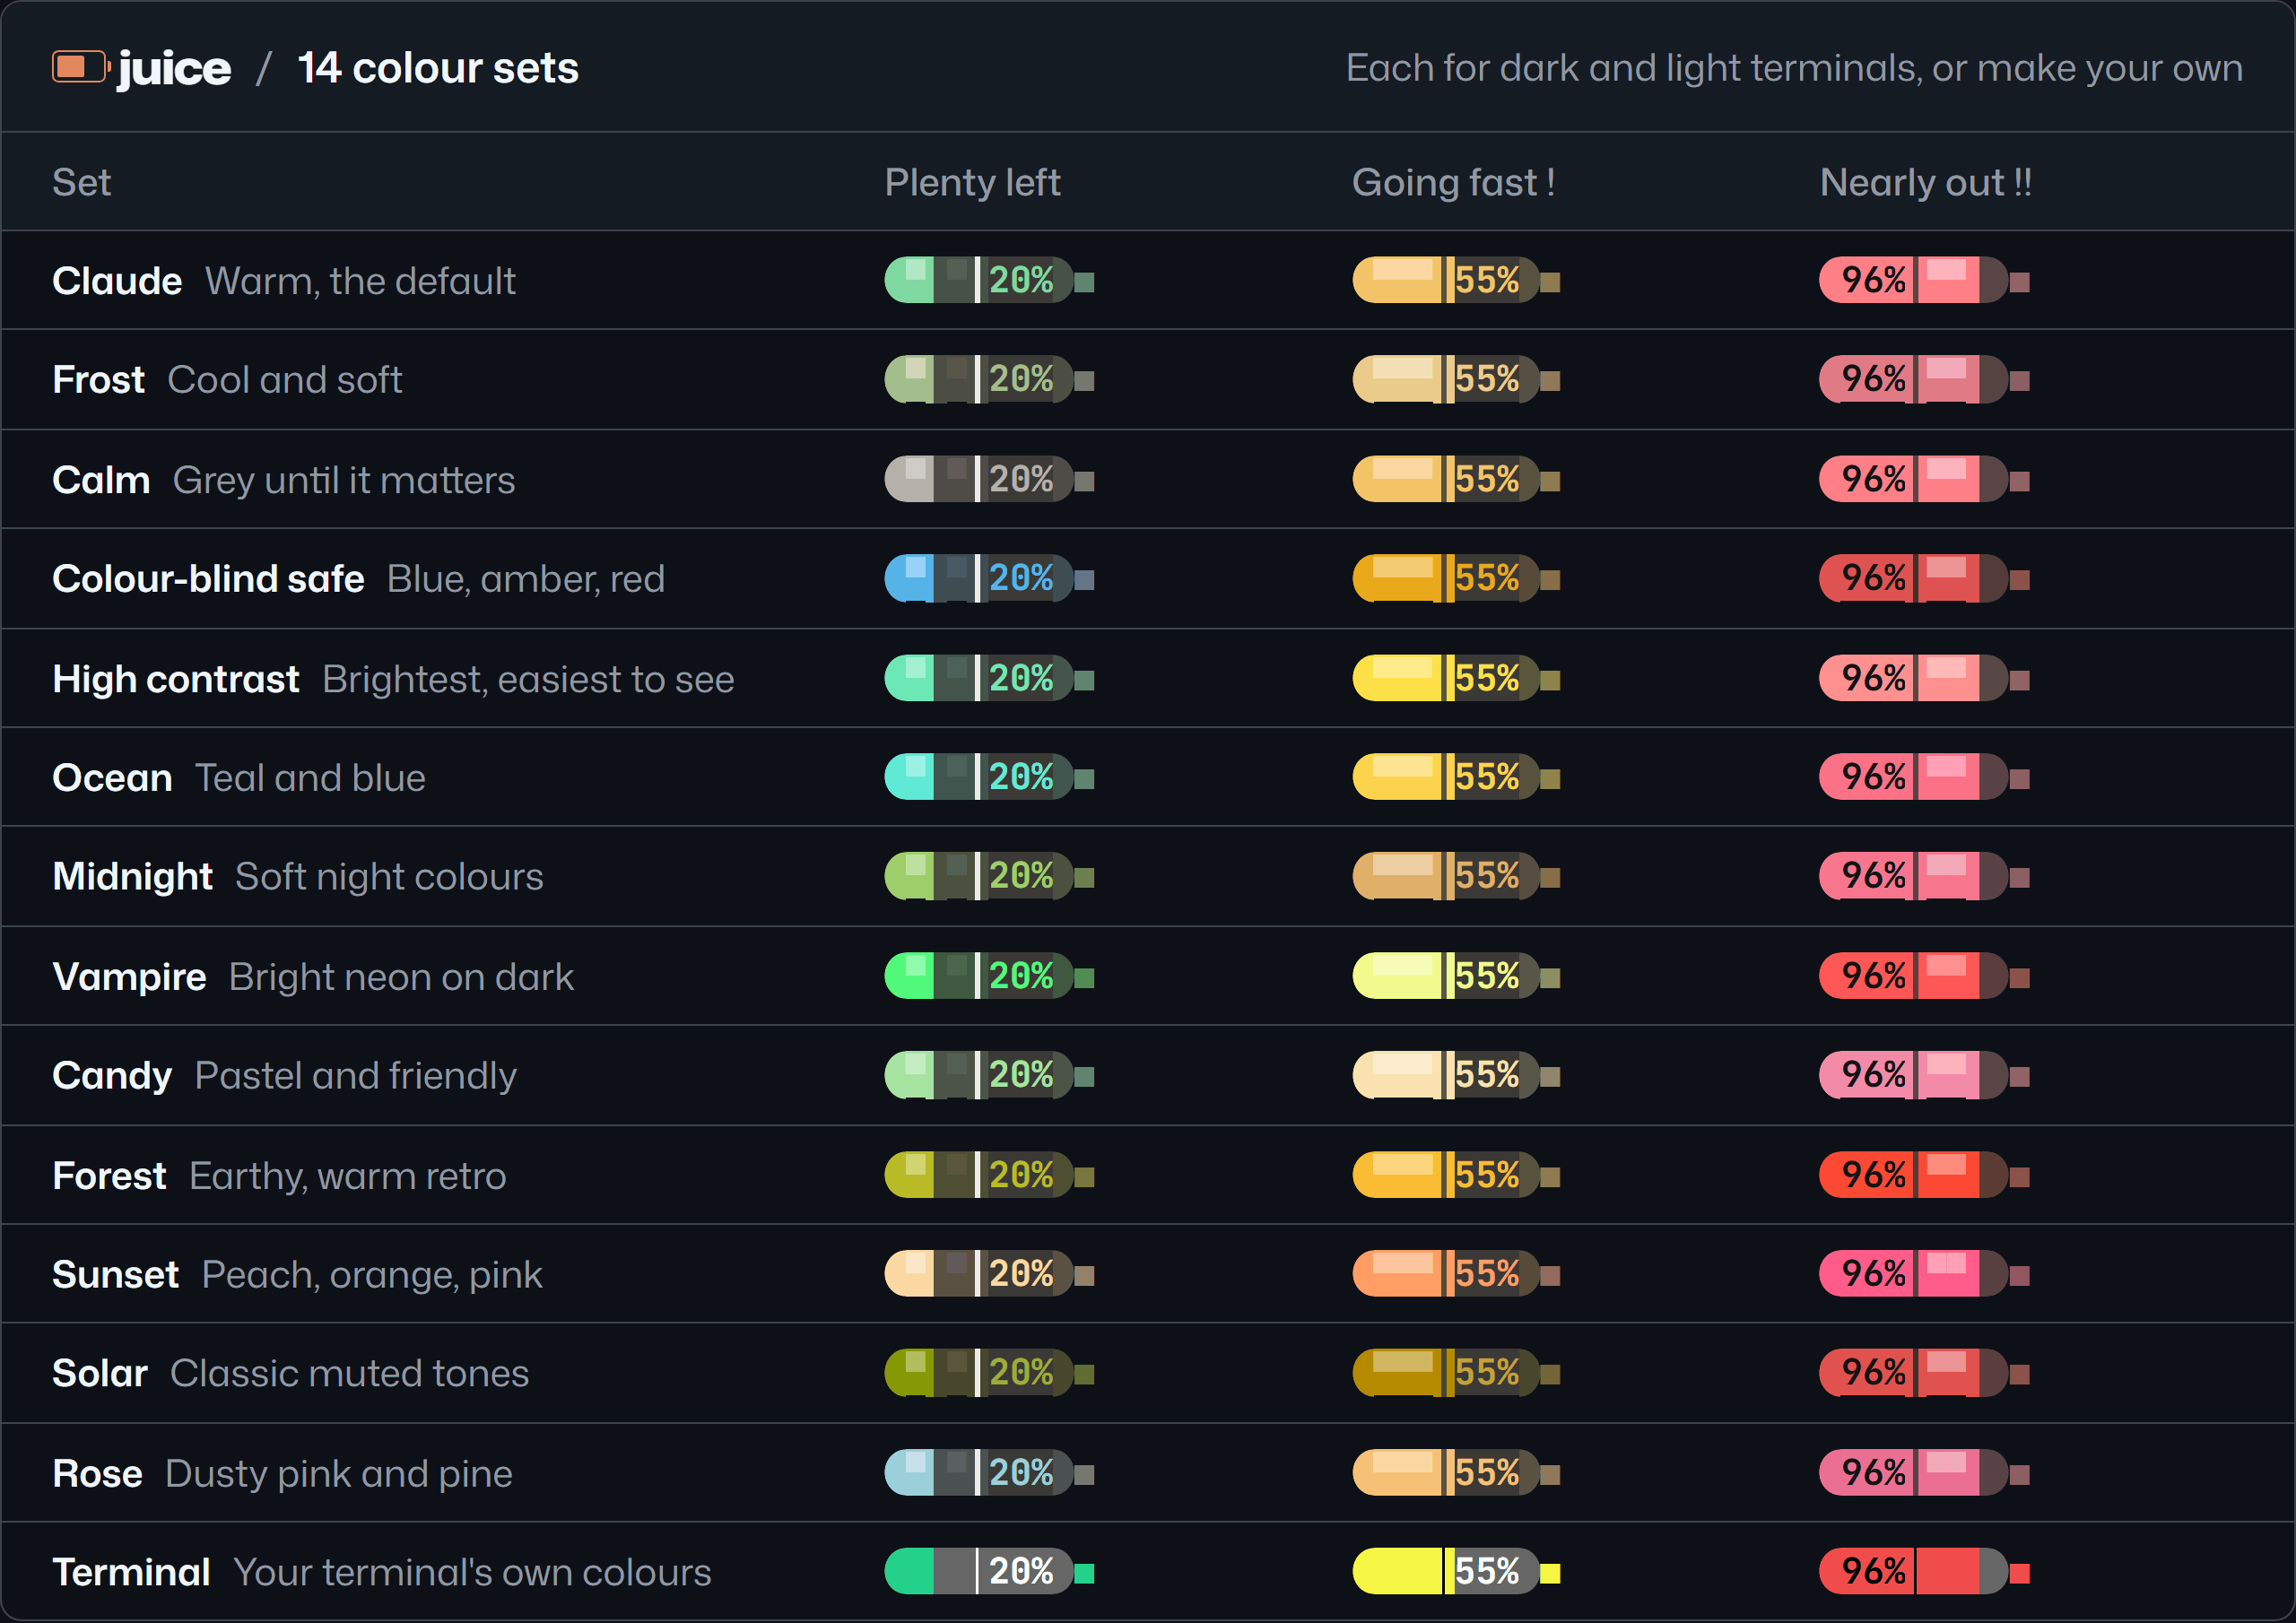 juice / 14 colour sets Each for dark and light terminals, or make your own
Set Plenty left Going fast ! Nearly out !!
Claude Warm, the default 20% 55% 96%
Frost Cool and soft 20% 55% 96%
Calm Grey until it matters 20% 55% 96%
Colour-blind safe Blue, amber, red 20% 55% 96%
High contrast Brightest, easiest to see 20% 55% 96%
Ocean Teal and blue 20% 55% 96%
Midnight Soft night colours 20% 55% 96%
Vampire Bright neon on dark 20% 55% 96%
Candy Pastel and friendly 20% 55% 96%
Forest Earthy, warm retro 20% 55% 96%
Sunset Peach, orange, pink 20% 55% 96%
Solar Classic muted tones 20% 55% 96%
Rose Dusty pink and pine 20% 55% 96%
Terminal Your terminal's own colours 20% 55% 96%